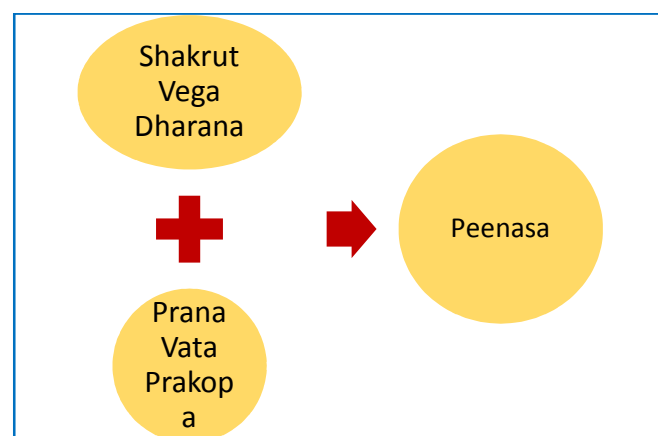 Shakrut
Vega
Dharana
Peenasa
Prana
Vata
Prakop
a